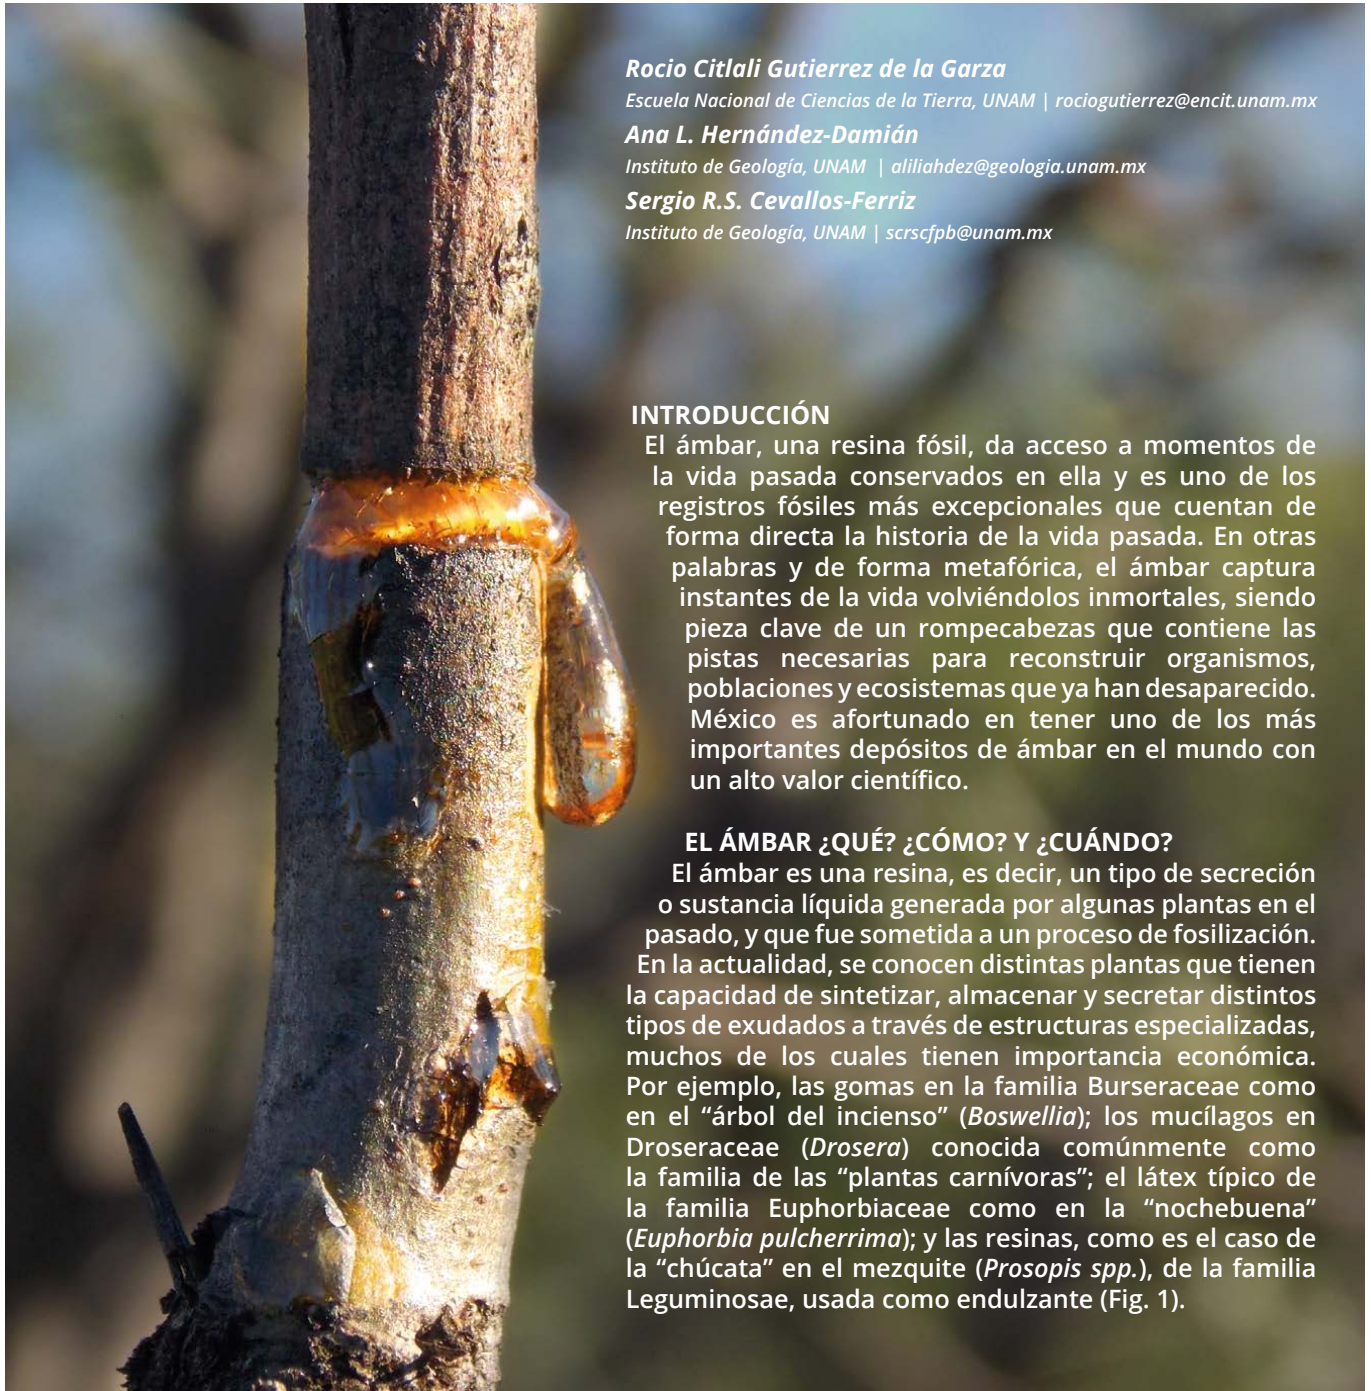 Rocio Citlali Gutierrez de la Garza
Escuela Nacional de Ciencias de la Tierra, UNAM | rociogutierrez@encit.unam.mx
Ana L. Hernández-Damián
Instituto de Geología, UNAM | aliliahdez@geologia.unam.mx
Sergio R.S. Cevallos-Ferriz
Instituto de Geología, UNAM | scrscfpb@unam.mx
INTRODUCCIÓN
El ámbar, una resina fósil, da acceso a momentos de
la vida pasada conservados en ella y es uno de los
registros fósiles más excepcionales que cuentan de
forma directa la historia de la vida pasada. En otras
palabras y de forma metafórica, el ámbar captura
instantes de la vida volviéndolos inmortales, siendo
pieza clave de un rompecabezas que contiene las
pistas necesarias para reconstruir organismos,
poblaciones y ecosistemas que ya han desaparecido.
México es afortunado en tener uno de los más
importantes depósitos de ámbar en el mundo con
un alto valor científico.
EL ÁMBAR ¿QUÉ? ¿CÓMO? Y ¿CUÁNDO?
El ámbar es una resina, es decir, un tipo de secreción
o sustancia líquida generada por algunas plantas en el
pasado, y que fue sometida a un proceso de fosilización.
En la actualidad, se conocen distintas plantas que tienen
la capacidad de sintetizar, almacenar y secretar distintos
tipos de exudados a través de estructuras especializadas,
muchos de los cuales tienen importancia económica.
Por ejemplo, las gomas en la familia Burseraceae como
en el “árbol del incienso” (Boswellia); los mucílagos en
Droseraceae (Drosera) conocida comúnmente como
la familia de las “plantas carnívoras”; el látex típico de
la familia Euphorbiaceae como en la “nochebuena”
(Euphorbia pulcherrima); y las resinas, como es el caso de
la “chúcata” en el mezquite (Prosopis spp.), de la familia
Leguminosae, usada como endulzante (Fig. 1).